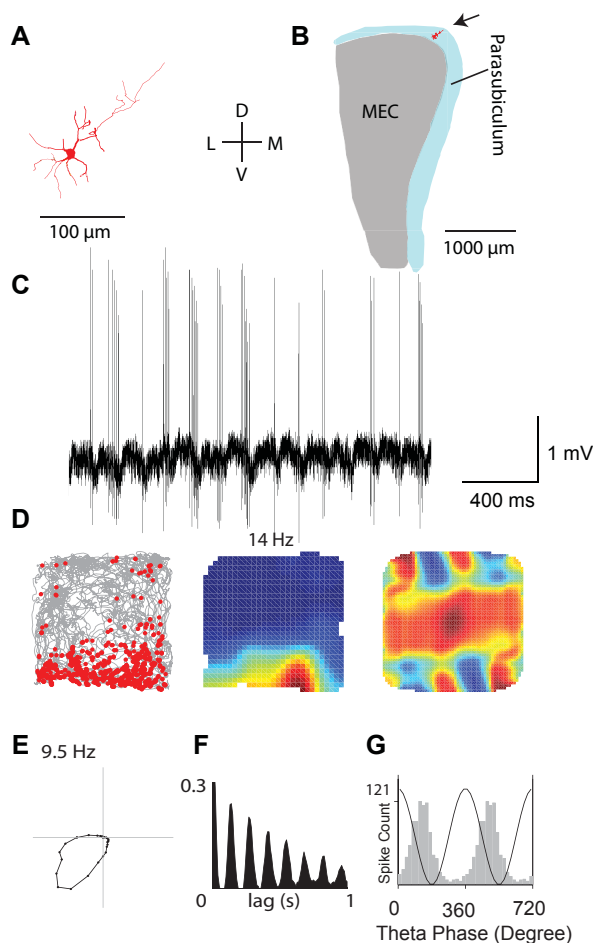 A
B
D
L M
V
MEC
Parasubiculum
100 µm
1000 µm
C
1 mV
400 ms
D
14 Hz
E
9.5 Hz
F
0.3
0 lag (s) 1
G
121
Spike Count
0 360 720
Theta Phase (Degree)